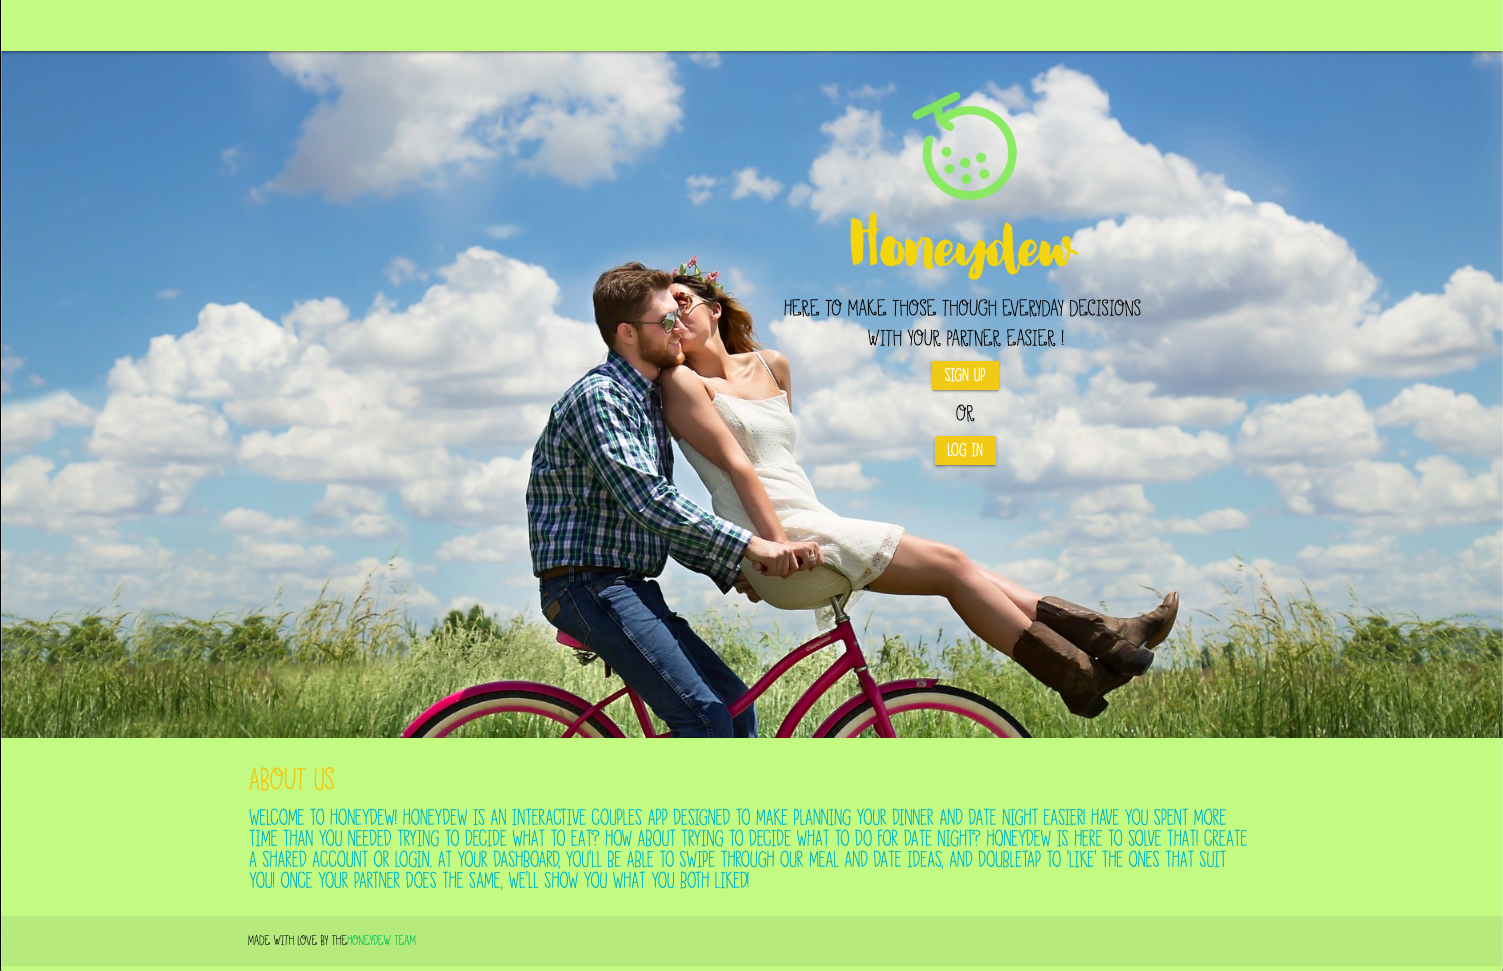 Honeydew
HERE TO MAKE THOSE THOUGH EVERYDAY DECISIONS
WITH YOUR PARTNER EASIER !
SIGN UP
OR
LOG IN
ABOUT US
WELCOME TO HONEYDEW! HONEYDEW IS AN INTERACTIVE COUPLES APP DESIGNED TO MAKE PLANNING YOUR DINNER AND DATE NIGHT EASIER! HAVE YOU SPENT MORE
TIME THAN YOU NEEDED TRYING TO DECIDE WHAT TO EAT? HOW ABOUT TRYING TO DECIDE WHAT TO DO FOR DATE NIGHT? HONEYDEW IS HERE TO SOLVE THAT! CREATE
A SHARED ACCOUNT OR LOGIN. AT YOUR DASHBOARD, YOU'LL BE ABLE TO SWIPE THROUGH OUR MEAL AND DATE IDEAS, AND DOUBLETAP TO 'LIKE' THE ONES THAT SUIT
YOU! ONCE YOUR PARTNER DOES THE SAME, WE'LL SHOW YOU WHAT YOU BOTH LIKED!
MADE WITH LOVE BY THEHONEYDEW TEAM